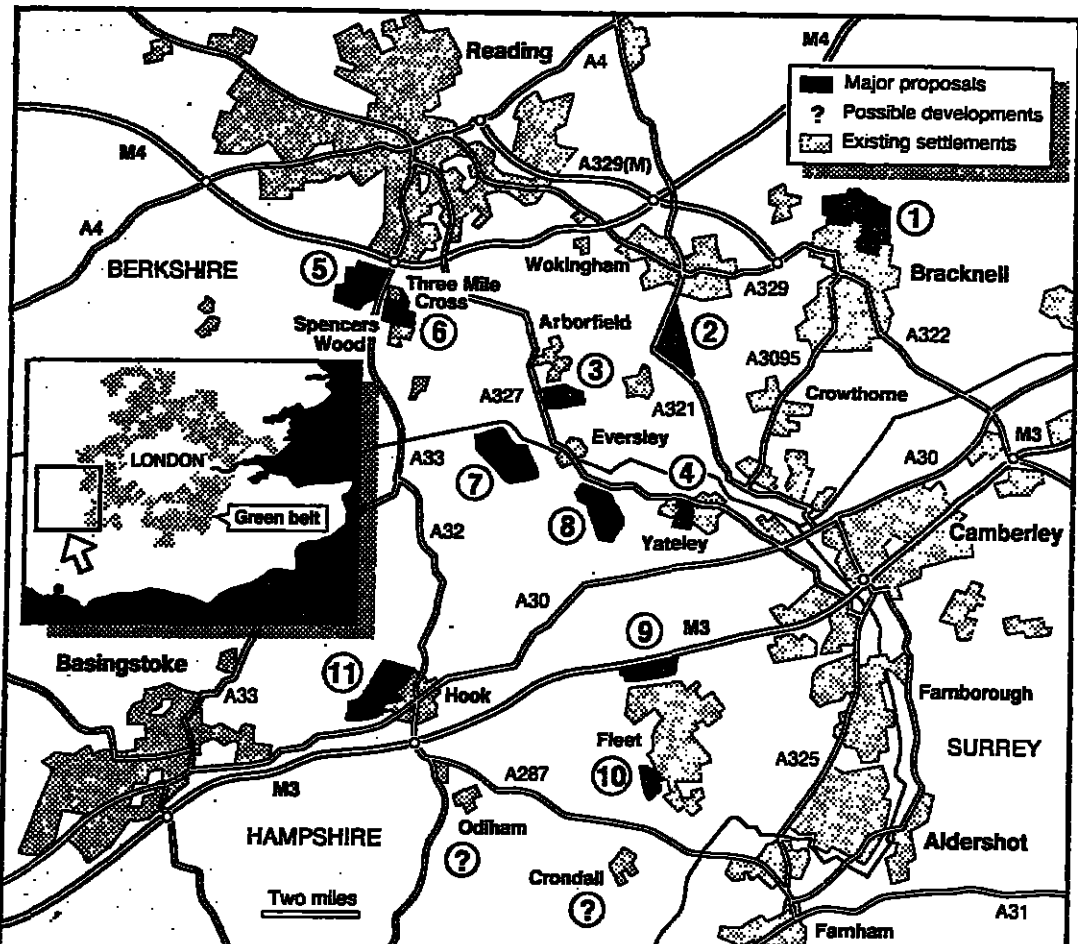 Reading
M4
A4
Major proposals
? Possible developments
Existing settlements
M4
A329(M)
1
A4
BERKSHIRE
5
Wokingham
A329
Bracknell
Three Mile
Cross
Spencers
Wood
6
Arborfield
2
A322
3
A3095
Crowthorne
A327
A321
LONDON
Green belt
A33
Eversley
M3
7
4
A30
8
Yateley
Camberley
A32
A30
9
M3
Basingstoke
11
A33
Hook
Farnborough
Fleet
SURREY
10
A325
A287
M3
HAMPSHIRE
Odiham
?
Aldershot
Crondall
?
Two miles
A31
Farnham